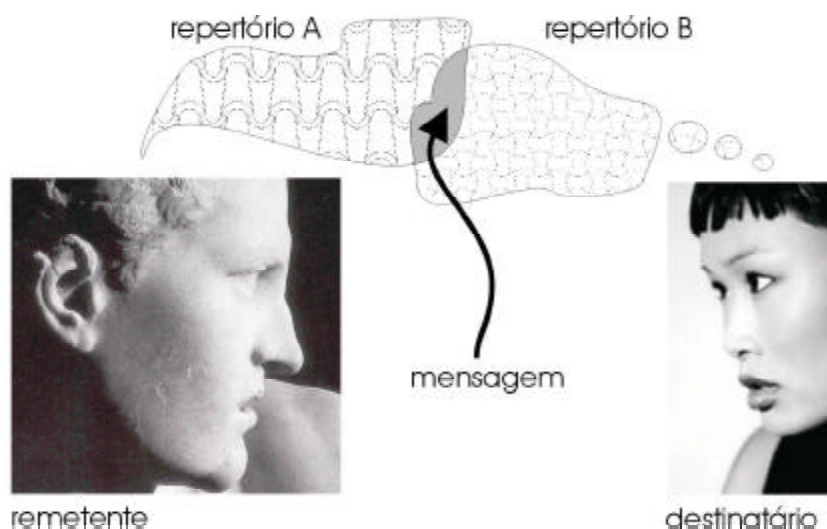 repertório A
repertório B
mensagem
remetente
destinatário